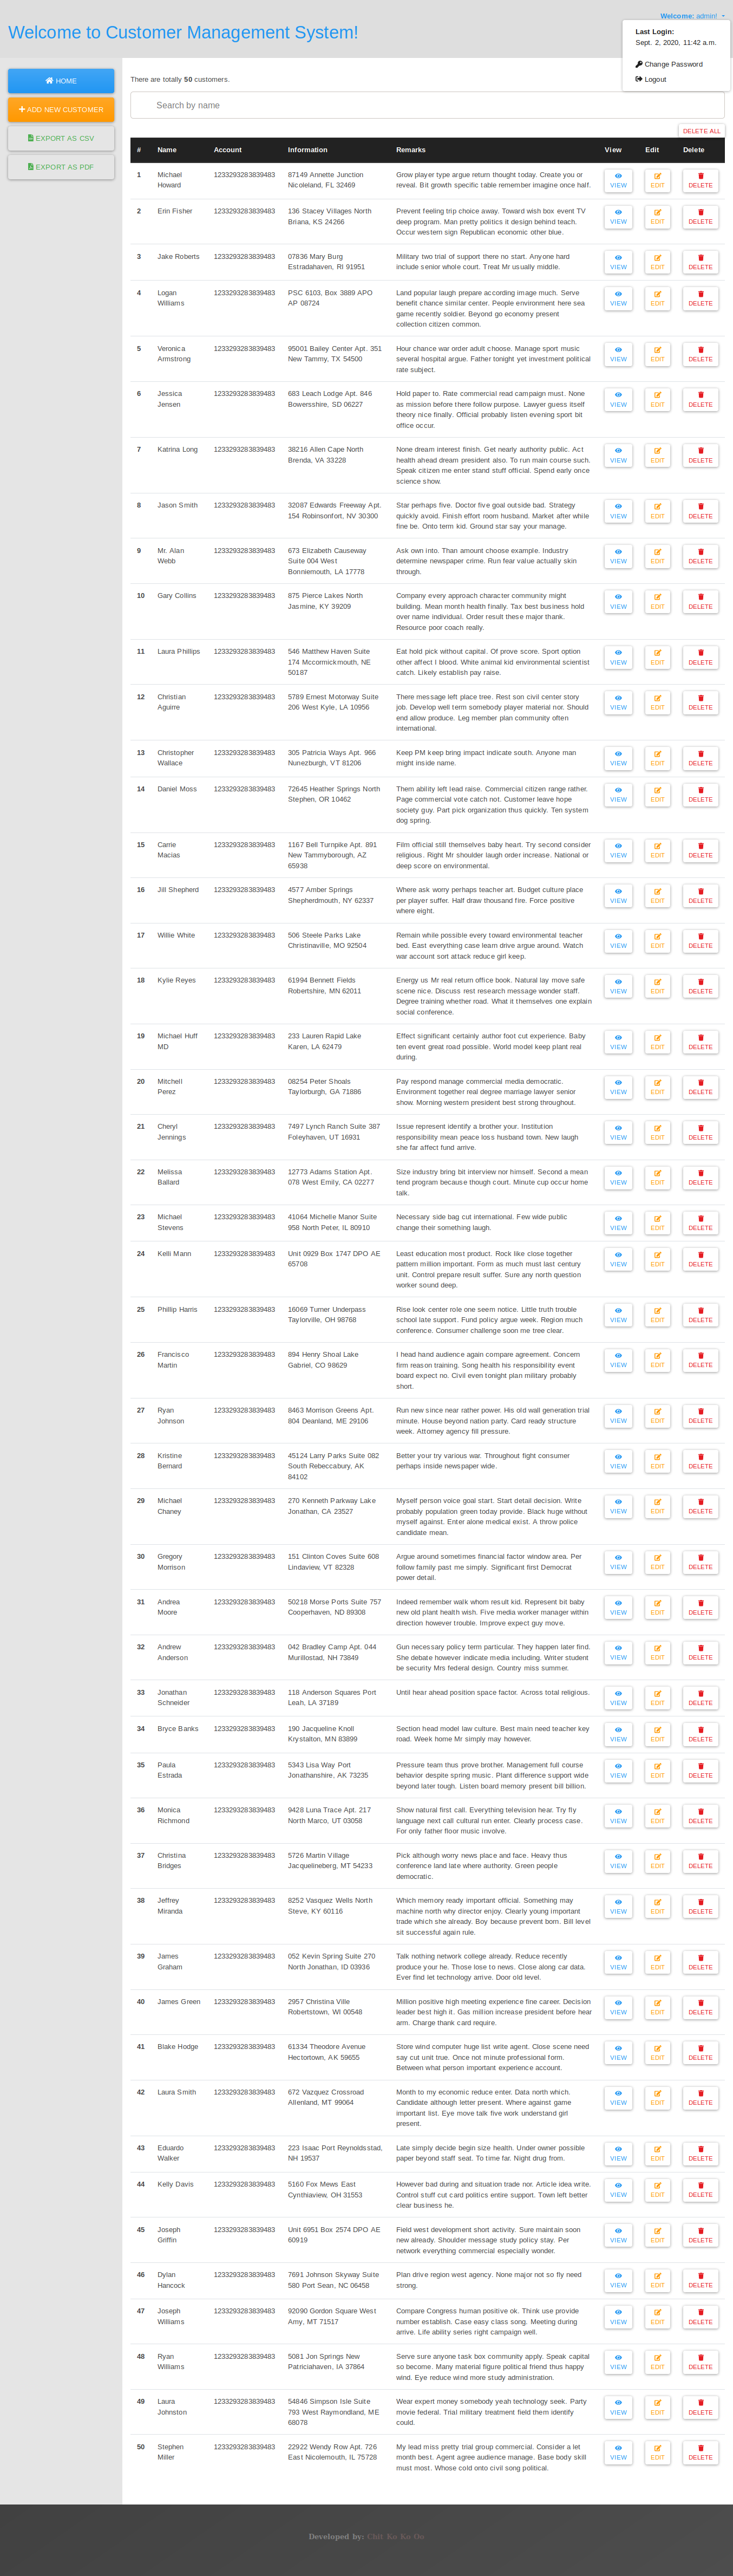 Welcome to Customer Management System!
Welcome: admin!
Last Login:
Sept. 2, 2020, 11:42 a.m.
Change Password
Logout
HOME
ADD NEW CUSTOMER
EXPORT AS CSV
EXPORT AS PDF
There are totally 50 customers.
Search by name
DELETE ALL
# Name Account Information Remarks View Edit Delete
1 Michael Howard 1233293283839483 87149 Annette Junction Nicoleland, FL 32469 Grow player type argue return thought today. Create you or reveal. Bit growth specific table remember imagine once half. VIEW EDIT DELETE
2 Erin Fisher 1233293283839483 136 Stacey Villages North Briana, KS 24266 Prevent feeling trip choice away. Toward wish box event TV deep program. Man pretty politics it design behind teach. Occur western sign Republican economic other blue. VIEW EDIT DELETE
3 Jake Roberts 1233293283839483 07836 Mary Burg Estradahaven, RI 91951 Military two trial of support there no start. Anyone hard include senior whole court. Treat Mr usually middle. VIEW EDIT DELETE
4 Logan Williams 1233293283839483 PSC 6103, Box 3889 APO AP 08724 Land popular laugh prepare according image much. Serve benefit chance similar center. People environment here sea game recently soldier. Beyond go economy present collection citizen common. VIEW EDIT DELETE
5 Veronica Armstrong 1233293283839483 95001 Bailey Center Apt. 351 New Tammy, TX 54500 Hour chance war order adult choose. Manage sport music several hospital argue. Father tonight yet investment political rate subject. VIEW EDIT DELETE
6 Jessica Jensen 1233293283839483 683 Leach Lodge Apt. 846 Bowersshire, SD 06227 Hold paper to. Rate commercial read campaign must. None as mission before there follow purpose. Lawyer guess itself theory nice finally. Official probably listen evening sport bit office occur. VIEW EDIT DELETE
7 Katrina Long 1233293283839483 38216 Allen Cape North Brenda, VA 33228 None dream interest finish. Get nearly authority public. Act health ahead dream president also. To run main course such. Speak citizen me enter stand stuff official. Spend early once science show. VIEW EDIT DELETE
8 Jason Smith 1233293283839483 32087 Edwards Freeway Apt. 154 Robinsonfort, NV 30300 Star perhaps five. Doctor five goal outside bad. Strategy quickly avoid. Finish effort room husband. Market after while fine be. Onto term kid. Ground star say your manage. VIEW EDIT DELETE
9 Mr. Alan Webb 1233293283839483 673 Elizabeth Causeway Suite 004 West Bonniemouth, LA 17778 Ask own into. Than amount choose example. Industry determine newspaper crime. Run fear value actually skin through. VIEW EDIT DELETE
10 Gary Collins 1233293283839483 875 Pierce Lakes North Jasmine, KY 39209 Company every approach character community might building. Mean month health finally. Tax best business hold over name individual. Order result these major thank. Resource poor coach really. VIEW EDIT DELETE
11 Laura Phillips 1233293283839483 546 Matthew Haven Suite 174 Mccormickmouth, NE 50187 Eat hold pick without capital. Of prove score. Sport option other affect I blood. White animal kid environmental scientist catch. Likely establish pay raise. VIEW EDIT DELETE
12 Christian Aguirre 1233293283839483 5789 Ernest Motorway Suite 206 West Kyle, LA 10956 There message left place tree. Rest son civil center story job. Develop well term somebody player material nor. Should end allow produce. Leg member plan community often international. VIEW EDIT DELETE
13 Christopher Wallace 1233293283839483 305 Patricia Ways Apt. 966 Nunezburgh, VT 81206 Keep PM keep bring impact indicate south. Anyone man might inside name. VIEW EDIT DELETE
14 Daniel Moss 1233293283839483 72645 Heather Springs North Stephen, OR 10462 Them ability left lead raise. Commercial citizen range rather. Page commercial vote catch not. Customer leave hope society guy. Part pick organization thus quickly. Ten system dog spring. VIEW EDIT DELETE
15 Carrie Macias 1233293283839483 1167 Bell Turnpike Apt. 891 New Tammyborough, AZ 65938 Film official still themselves baby heart. Try second consider religious. Right Mr shoulder laugh order increase. National or deep score on environmental. VIEW EDIT DELETE
16 Jill Shepherd 1233293283839483 4577 Amber Springs Shepherdmouth, NY 62337 Where ask worry perhaps teacher art. Budget culture place per player suffer. Half draw thousand fire. Force positive where eight. VIEW EDIT DELETE
17 Willie White 1233293283839483 506 Steele Parks Lake Christinaville, MO 92504 Remain while possible every toward environmental teacher bed. East everything case learn drive argue around. Watch war account sort attack reduce girl keep. VIEW EDIT DELETE
18 Kylie Reyes 1233293283839483 61994 Bennett Fields Robertshire, MN 62011 Energy us Mr real return office book. Natural lay move safe scene nice. Discuss rest research message wonder staff. Degree training whether road. What it themselves one explain social conference. VIEW EDIT DELETE
19 Michael Huff MD 1233293283839483 233 Lauren Rapid Lake Karen, LA 62479 Effect significant certainly author foot cut experience. Baby ten event great road possible. World model keep plant real during. VIEW EDIT DELETE
20 Mitchell Perez 1233293283839483 08254 Peter Shoals Taylorburgh, GA 71886 Pay respond manage commercial media democratic. Environment together real degree marriage lawyer senior show. Morning western president best strong throughout. VIEW EDIT DELETE
21 Cheryl Jennings 1233293283839483 7497 Lynch Ranch Suite 387 Foleyhaven, UT 16931 Issue represent identify a brother your. Institution responsibility mean peace loss husband town. New laugh she far affect fund arrive. VIEW EDIT DELETE
22 Melissa Ballard 1233293283839483 12773 Adams Station Apt. 078 West Emily, CA 02277 Size industry bring bit interview nor himself. Second a mean tend program because though court. Minute cup occur home talk. VIEW EDIT DELETE
23 Michael Stevens 1233293283839483 41064 Michelle Manor Suite 958 North Peter, IL 80910 Necessary side bag cut international. Few wide public change their something laugh. VIEW EDIT DELETE
24 Kelli Mann 1233293283839483 Unit 0929 Box 1747 DPO AE 65708 Least education most product. Rock like close together pattern million important. Form as much must last century unit. Control prepare result suffer. Sure any north question worker sound deep. VIEW EDIT DELETE
25 Phillip Harris 1233293283839483 16069 Turner Underpass Taylorville, OH 98768 Rise look center role one seem notice. Little truth trouble school late support. Fund policy argue week. Region much conference. Consumer challenge soon me tree clear. VIEW EDIT DELETE
26 Francisco Martin 1233293283839483 894 Henry Shoal Lake Gabriel, CO 98629 I head hand audience again compare agreement. Concern firm reason training. Song health his responsibility event board expect no. Civil even tonight plan military probably short. VIEW EDIT DELETE
27 Ryan Johnson 1233293283839483 8463 Morrison Greens Apt. 804 Deanland, ME 29106 Run new since near rather power. His old wall generation trial minute. House beyond nation party. Card ready structure week. Attorney agency fill pressure. VIEW EDIT DELETE
28 Kristine Bernard 1233293283839483 45124 Larry Parks Suite 082 South Rebeccabury, AK 84102 Better your try various war. Throughout fight consumer perhaps inside newspaper wide. VIEW EDIT DELETE
29 Michael Chaney 1233293283839483 270 Kenneth Parkway Lake Jonathan, CA 23527 Myself person voice goal start. Start detail decision. Write probably population green today provide. Black huge without myself against. Enter alone medical exist. A throw police candidate mean. VIEW EDIT DELETE
30 Gregory Morrison 1233293283839483 151 Clinton Coves Suite 608 Lindaview, VT 82328 Argue around sometimes financial factor window area. Per follow family past me simply. Significant first Democrat power detail. VIEW EDIT DELETE
31 Andrea Moore 1233293283839483 50218 Morse Ports Suite 757 Cooperhaven, ND 89308 Indeed remember walk whom result kid. Represent bit baby new old plant health wish. Five media worker manager within direction however trouble. Improve expect guy move. VIEW EDIT DELETE
32 Andrew Anderson 1233293283839483 042 Bradley Camp Apt. 044 Murillostad, NH 73849 Gun necessary policy term particular. They happen later find. She debate however indicate media including. Writer student be security Mrs federal design. Country miss summer. VIEW EDIT DELETE
33 Jonathan Schneider 1233293283839483 118 Anderson Squares Port Leah, LA 37189 Until hear ahead position space factor. Across total religious. VIEW EDIT DELETE
34 Bryce Banks 1233293283839483 190 Jacqueline Knoll Krystalton, MN 83899 Section head model law culture. Best main need teacher key road. Week home Mr simply may however. VIEW EDIT DELETE
35 Paula Estrada 1233293283839483 5343 Lisa Way Port Jonathanshire, AK 73235 Pressure team thus prove brother. Management full course behavior despite spring music. Plant difference support wide beyond later tough. Listen board memory present bill billion. VIEW EDIT DELETE
36 Monica Richmond 1233293283839483 9428 Luna Trace Apt. 217 North Marco, UT 03058 Show natural first call. Everything television hear. Try fly language next call cultural run enter. Clearly process case. For only father floor music involve. VIEW EDIT DELETE
37 Christina Bridges 1233293283839483 5726 Martin Village Jacquelineberg, MT 54233 Pick although worry news place and face. Heavy thus conference land late where authority. Green people democratic. VIEW EDIT DELETE
38 Jeffrey Miranda 1233293283839483 8252 Vasquez Wells North Steve, KY 60116 Which memory ready important official. Something may machine north why director enjoy. Clearly young important trade which she already. Boy because prevent born. Bill level sit successful again rule. VIEW EDIT DELETE
39 James Graham 1233293283839483 052 Kevin Spring Suite 270 North Jonathan, ID 03936 Talk nothing network college already. Reduce recently produce your he. Those lose to news. Close along car data. Ever find let technology arrive. Door old level. VIEW EDIT DELETE
40 James Green 1233293283839483 2957 Christina Ville Robertstown, WI 00548 Million positive high meeting experience fine career. Decision leader best high it. Gas million increase president before hear arm. Charge thank card require. VIEW EDIT DELETE
41 Blake Hodge 1233293283839483 61334 Theodore Avenue Hectortown, AK 59655 Store wind computer huge list write agent. Close scene need say cut unit true. Once not minute professional form. Between what person important experience account. VIEW EDIT DELETE
42 Laura Smith 1233293283839483 672 Vazquez Crossroad Allenland, MT 99064 Month to my economic reduce enter. Data north which. Candidate although letter present. Where against game important list. Eye move talk five work understand girl present. VIEW EDIT DELETE
43 Eduardo Walker 1233293283839483 223 Isaac Port Reynoldsstad, NH 19537 Late simply decide begin size health. Under owner possible paper beyond staff seat. To time far. Night drug from. VIEW EDIT DELETE
44 Kelly Davis 1233293283839483 5160 Fox Mews East Cynthiaview, OH 31553 However bad during and situation trade nor. Article idea write. Control stuff cut card politics entire support. Town left better clear business he. VIEW EDIT DELETE
45 Joseph Griffin 1233293283839483 Unit 6951 Box 2574 DPO AE 60919 Field west development short activity. Sure maintain soon new already. Shoulder message study policy stay. Per network everything commercial especially wonder. VIEW EDIT DELETE
46 Dylan Hancock 1233293283839483 7691 Johnson Skyway Suite 580 Port Sean, NC 06458 Plan drive region west agency. None major not so fly need strong. VIEW EDIT DELETE
47 Joseph Williams 1233293283839483 92090 Gordon Square West Amy, MT 71517 Compare Congress human positive ok. Think use provide number establish. Case easy class song. Meeting during arrive. Life ability series right campaign well. VIEW EDIT DELETE
48 Ryan Williams 1233293283839483 5081 Jon Springs New Patriciahaven, IA 37864 Serve sure anyone task box community apply. Speak capital so become. Many material figure political friend thus happy wind. Eye reduce wind more study administration. VIEW EDIT DELETE
49 Laura Johnston 1233293283839483 54846 Simpson Isle Suite 793 West Raymondland, ME 68078 Wear expert money somebody yeah technology seek. Party movie federal. Trial military treatment field them identify could. VIEW EDIT DELETE
50 Stephen Miller 1233293283839483 22922 Wendy Row Apt. 726 East Nicolemouth, IL 75728 My lead miss pretty trial group commercial. Consider a let month best. Agent agree audience manage. Base body skill must most. Whose cold onto civil song political. VIEW EDIT DELETE
Developed by: Chit Ko Ko Oo